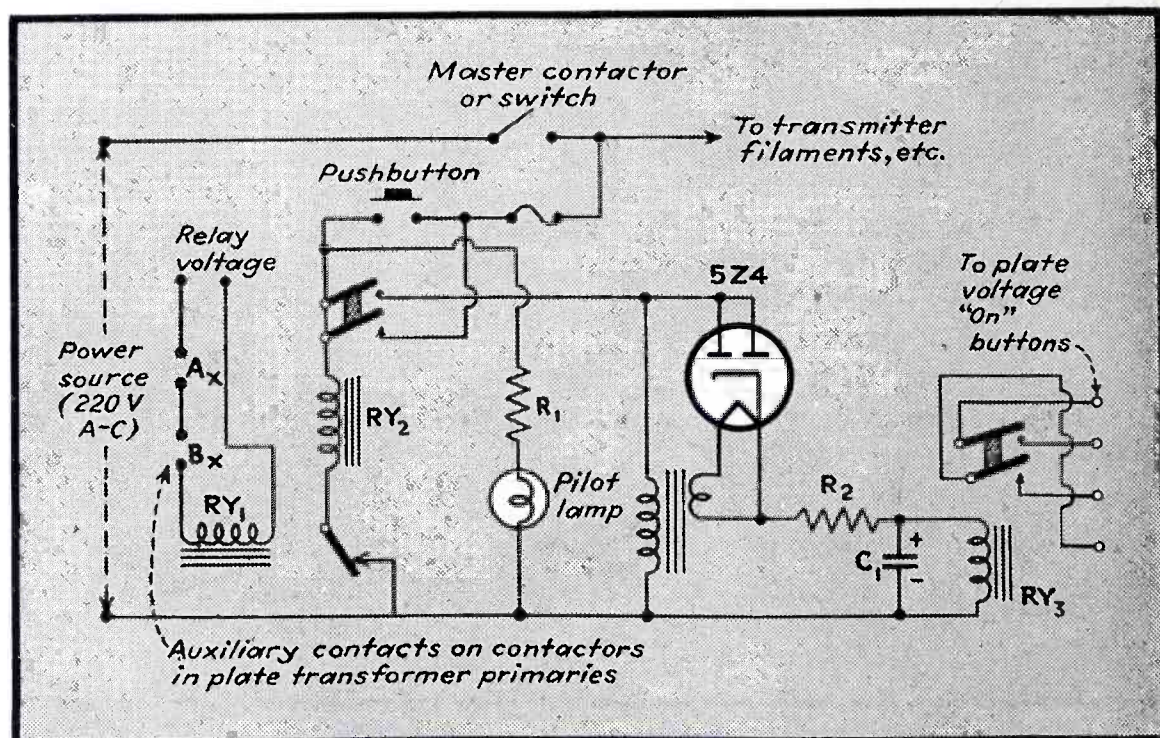 Master contactor
or switch
To transmitter
filaments, etc.
Pushbutton
Relay
voltage
5Z4
To plate
voltage
"On"
buttons
Power
source
(220 V
A-C)
Ax
Bx
RY2
R1
RY1
Pilot
lamp
R2
C1
+
-
RY3
Auxiliary contacts on contactors
in plate transformer primaries